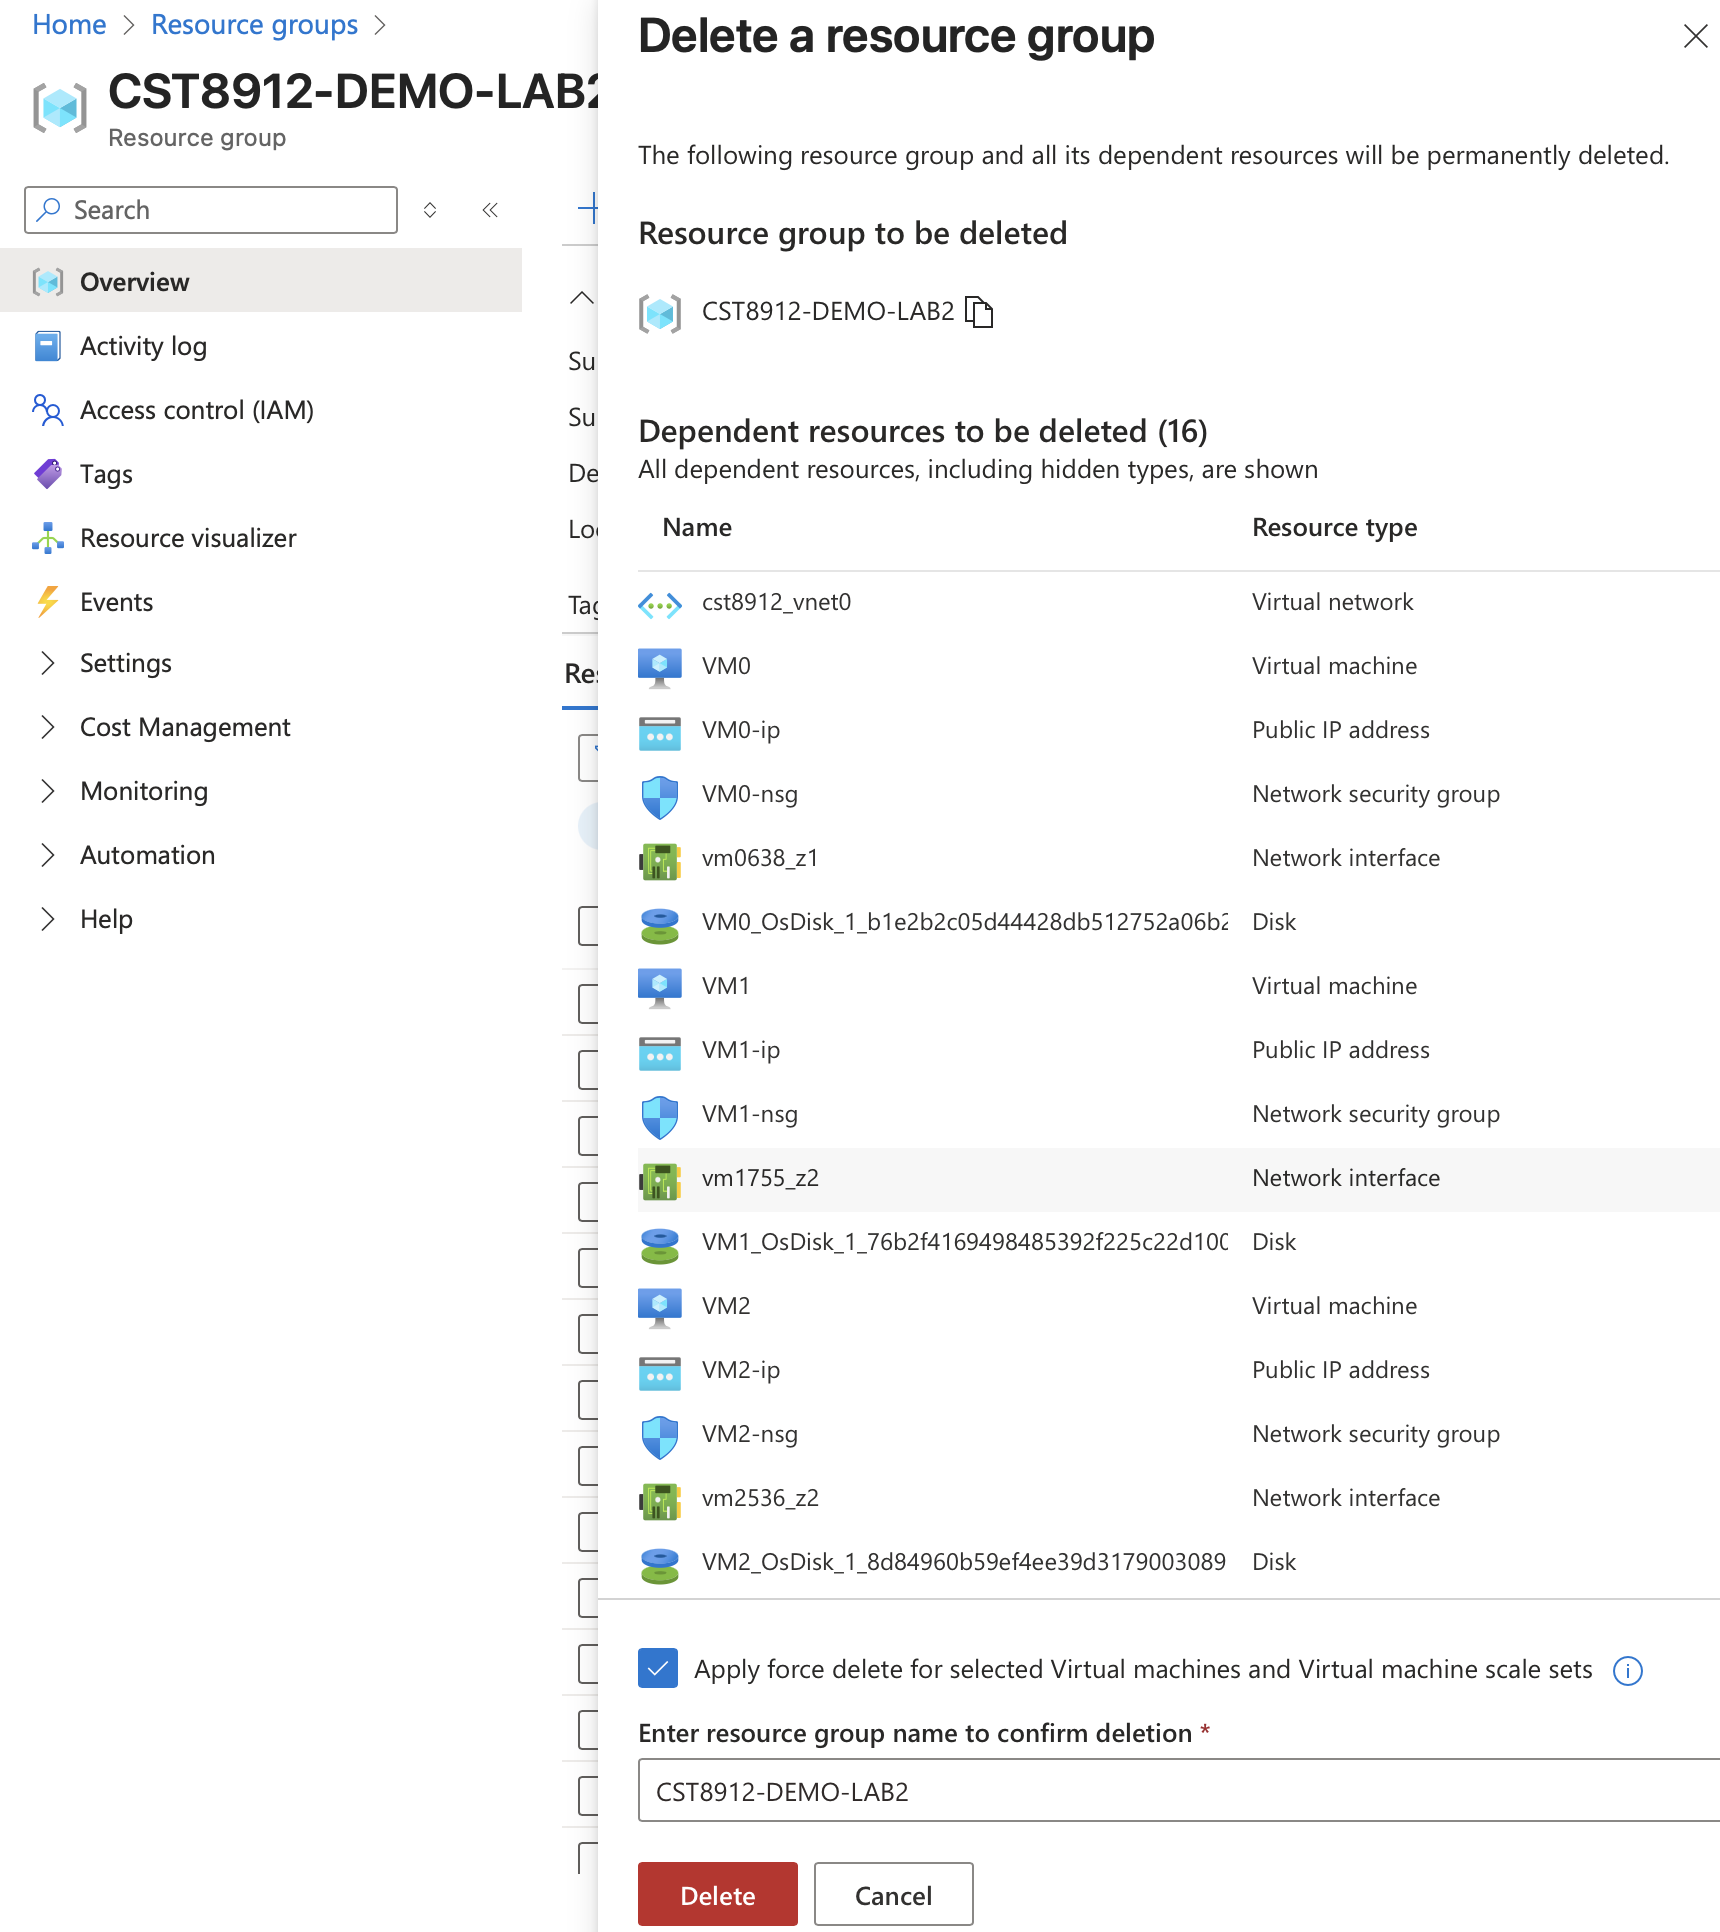 Home > Resource groups >
CST8912-DEMO-LAB2
Resource group
Search
Overview
Activity log
Access control (IAM)
Tags
Resource visualizer
Events
Settings
Cost Management
Monitoring
Automation
Help
Delete a resource group
The following resource group and all its dependent resources will be permanently deleted.
Resource group to be deleted
CST8912-DEMO-LAB2
Dependent resources to be deleted (16)
All dependent resources, including hidden types, are shown
Name Resource type
cst8912_vnet0 Virtual network
VM0 Virtual machine
VM0-ip Public IP address
VM0-nsg Network security group
vm0638_z1 Network interface
VM0_OsDisk_1_b1e2b2c05d44428db512752a06b2 Disk
VM1 Virtual machine
VM1-ip Public IP address
VM1-nsg Network security group
vm1755_z2 Network interface
VM1_OsDisk_1_76b2f4169498485392f225c22d100 Disk
VM2 Virtual machine
VM2-ip Public IP address
VM2-nsg Network security group
vm2536_z2 Network interface
VM2_OsDisk_1_8d84960b59ef4ee39d3179003089 Disk
Apply force delete for selected Virtual machines and Virtual machine scale sets
Enter resource group name to confirm deletion *
CST8912-DEMO-LAB2
Delete Cancel